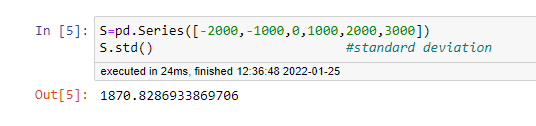 In [5]: S=pd.Series([-2000,-1000,0,1000,2000,3000])
S.std() #standard deviation
executed in 24ms, finished 12:36:48 2022-01-25
Out[5]: 1870.8286933869706